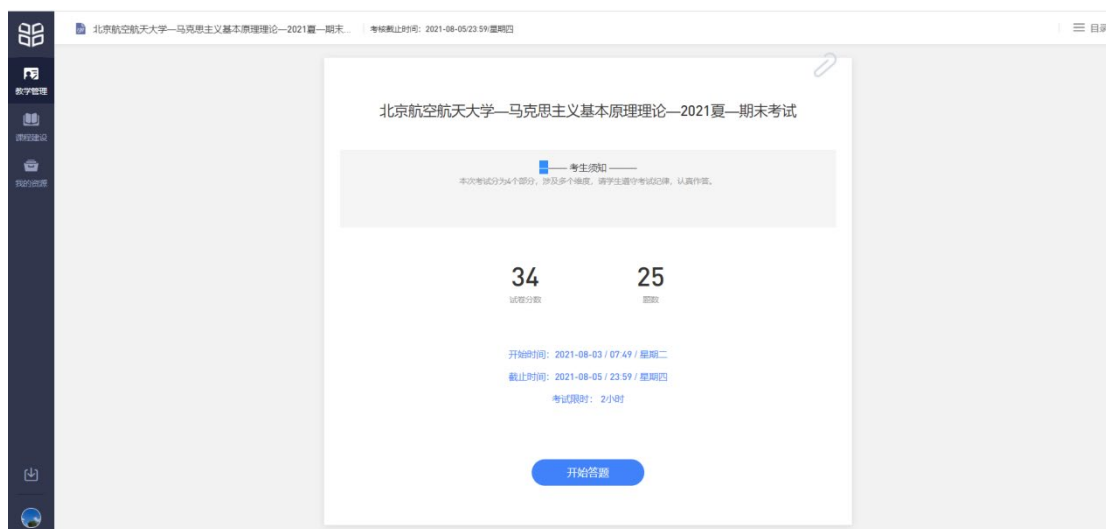 北京航空航天大学—马克思主义基本原理理论—2021夏—期末...
考核截止时间：2021-08-05/23:59/星期四
目录
教学管理
课程建设
我的资源
北京航空航天大学—马克思主义基本原理理论—2021夏—期末考试
—— 考生须知 ——
本次考试分为4个部分，涉及多个维度，请学生遵守考试纪律，认真作答。
34
25
试卷分数
题数
开始时间：2021-08-03 / 07:49 / 星期二
截止时间：2021-08-05 / 23:59 / 星期四
考试限时： 2小时
开始答题